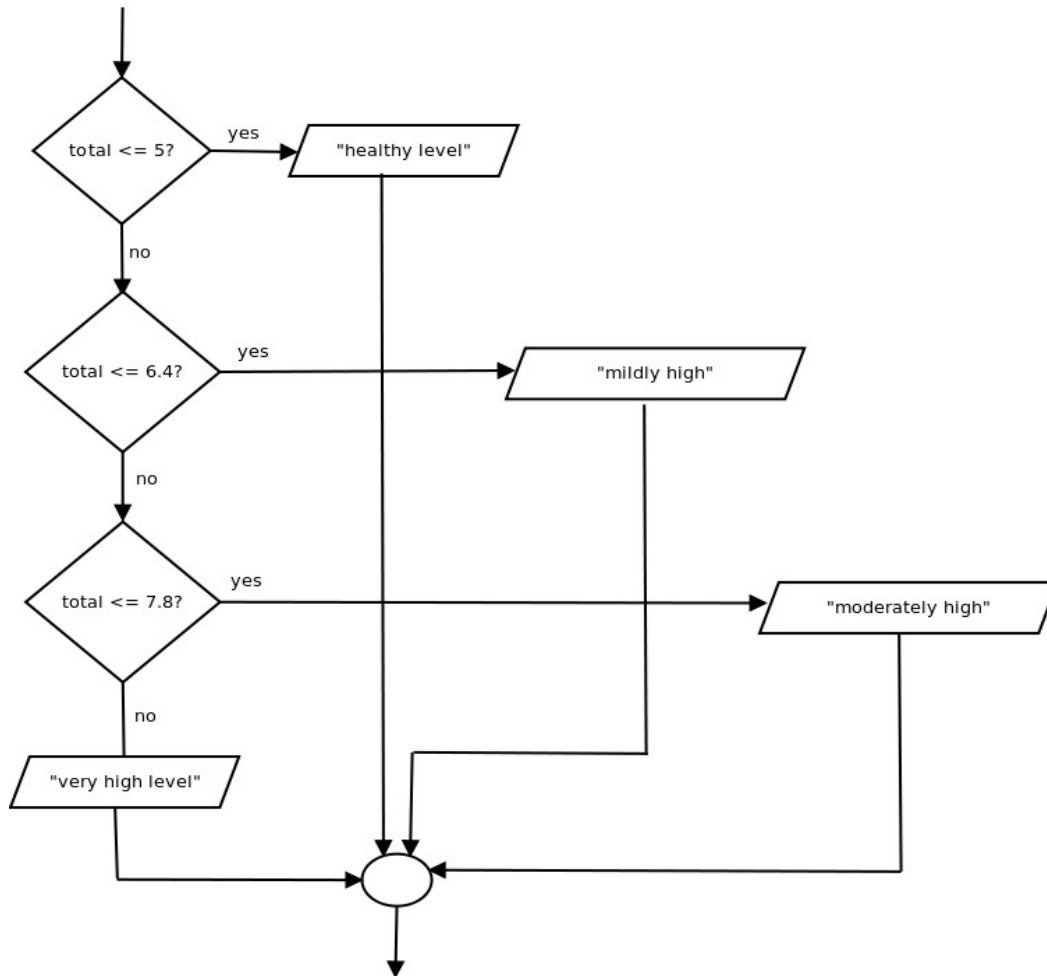 total <= 5?
yes
"healthy level"
no
total <= 6.4?
yes
"mildly high"
no
total <= 7.8?
yes
"moderately high"
no
"very high level"